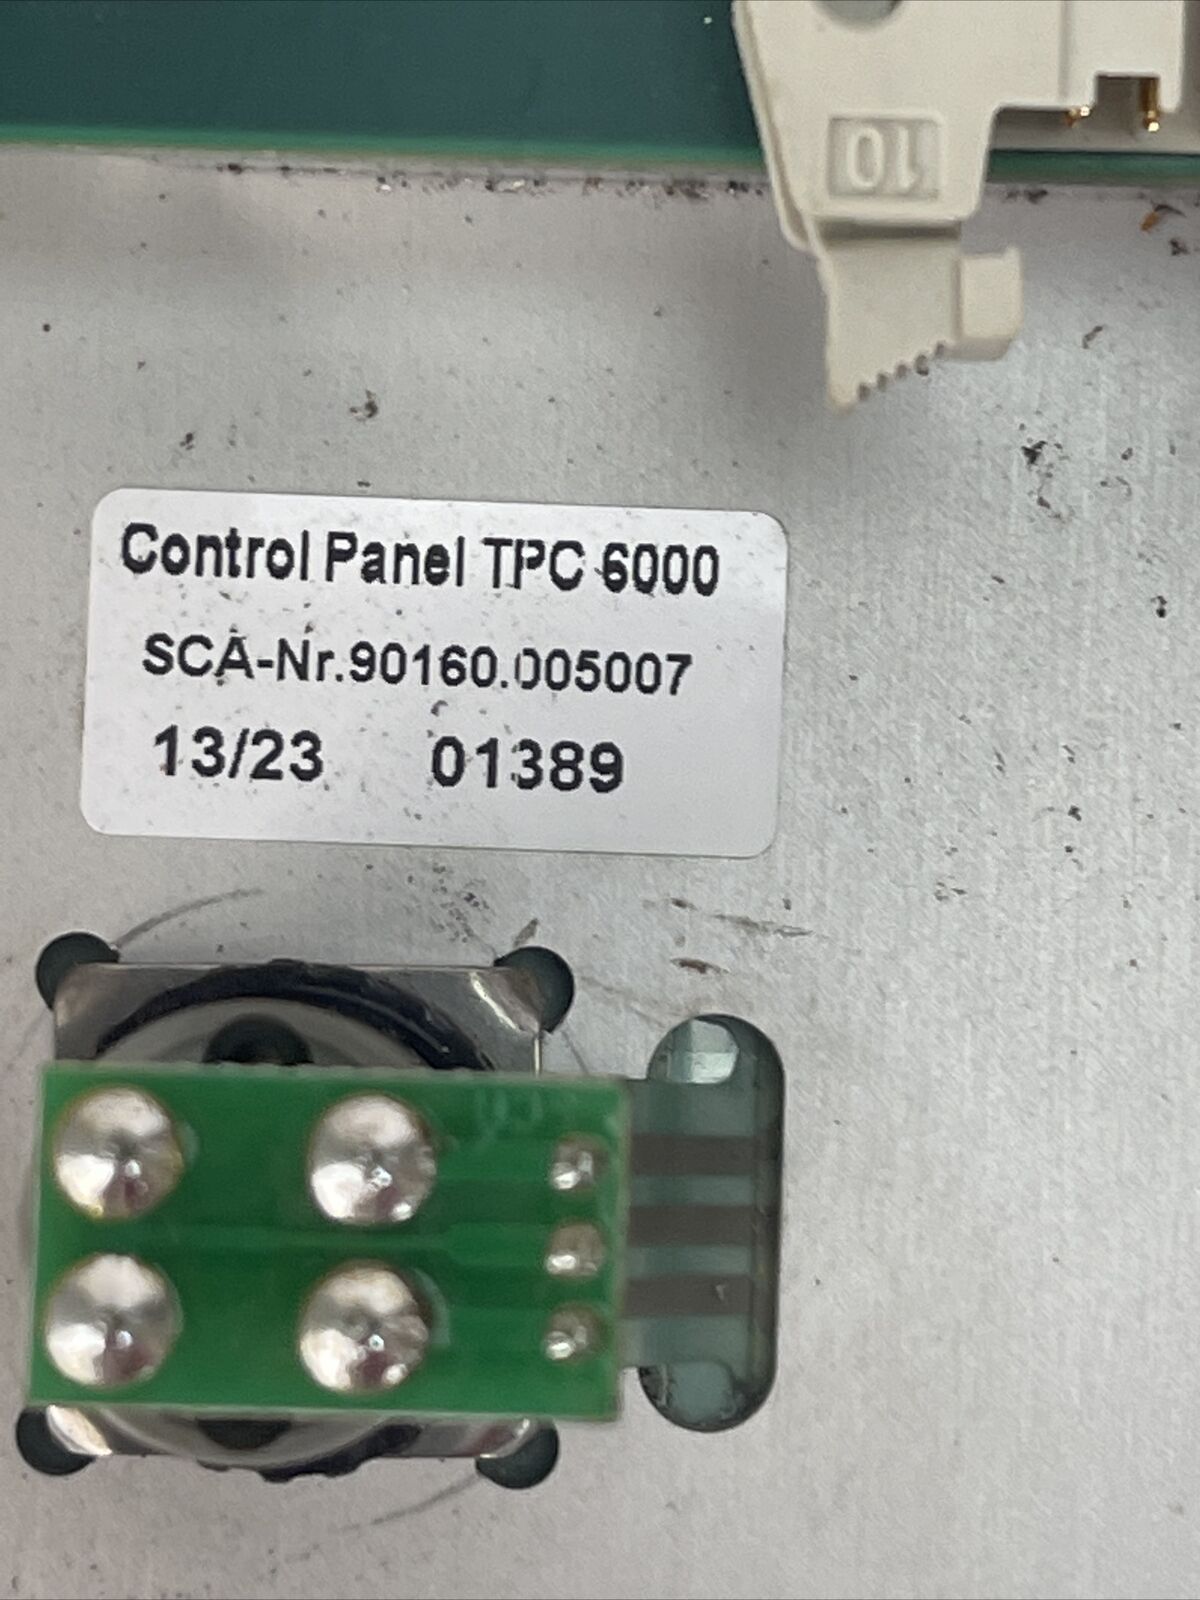 10
Control Panel TPC 6000
SCA-Nr.90160.005007
13/23 01389